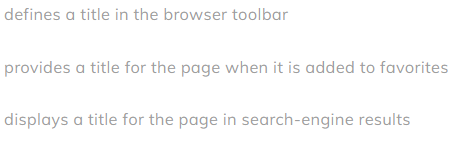 defines a title in the browser toolbar
provides a title for the page when it is added to favorites
displays a title for the page in search-engine results